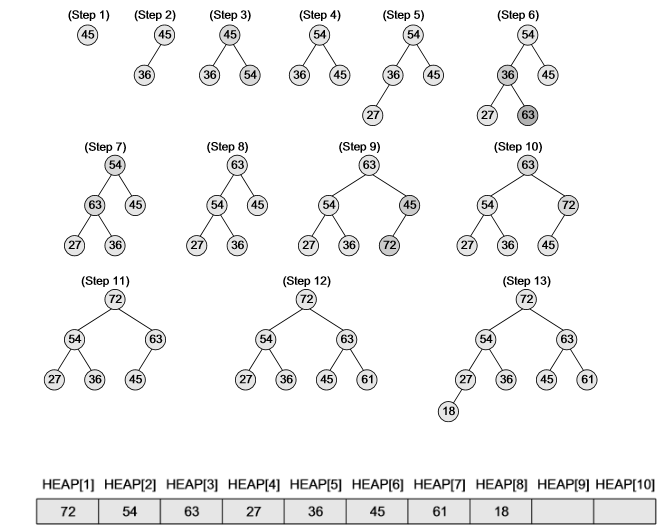 (Step 1) (Step 2) (Step 3) (Step 4) (Step 5) (Step 6)
45 45 45 54 54 54
36 36 54 36 45 36 45 36 45
27 27 63
(Step 7) (Step 8) (Step 9) (Step 10)
54 63 63 63
63 45 54 45 54 45 54 72
27 36 27 36 27 36 72 27 36 45
(Step 11) (Step 12) (Step 13)
72 72 72
54 63 54 63 54 63
27 36 45 27 36 45 61 27 36 45 61
18
HEAP[1] HEAP[2] HEAP[3] HEAP[4] HEAP[5] HEAP[6] HEAP[7] HEAP[8] HEAP[9] HEAP[10]
72 54 63 27 36 45 61 18